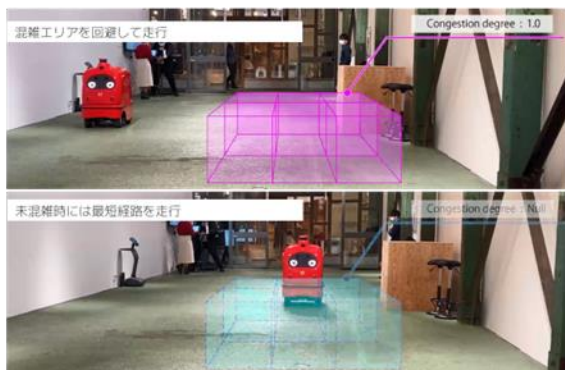 混雑エリアを回避して走行
Congestion degree：1.0
未混雑時には最短経路を走行
Congestion degree：Null